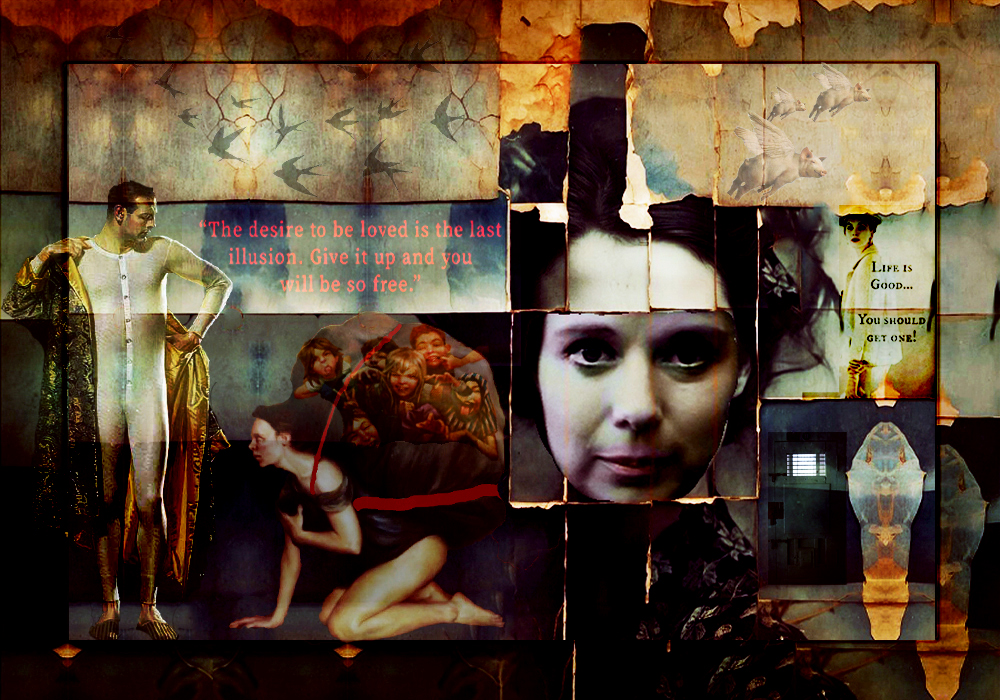 “The desire to be loved is the last
illusion. Give it up and you
will be so free.”
Life is
Good...
You should
get one!